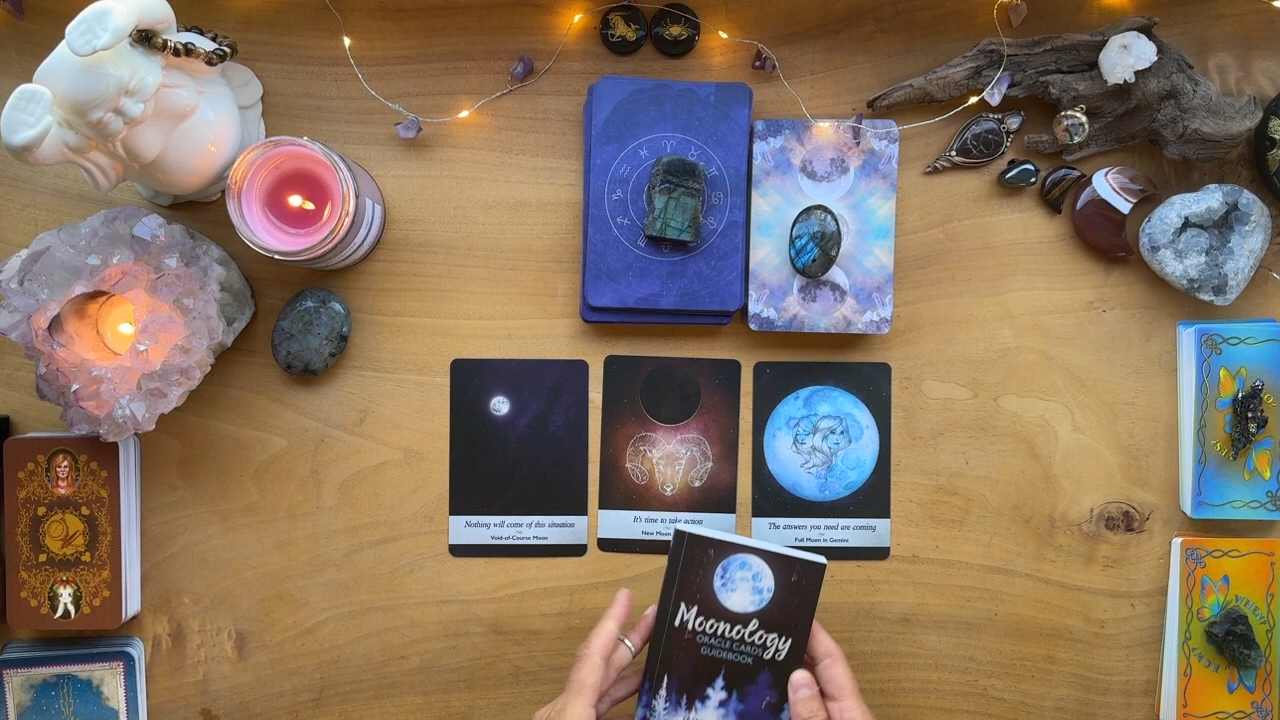 Nothing will come of this situation
Void-of-Course Moon
It's time to take action
New Moon
The answers you need are coming
Full Moon in Gemini
Moonology
ORACLE CARDS
GUIDEBOOK